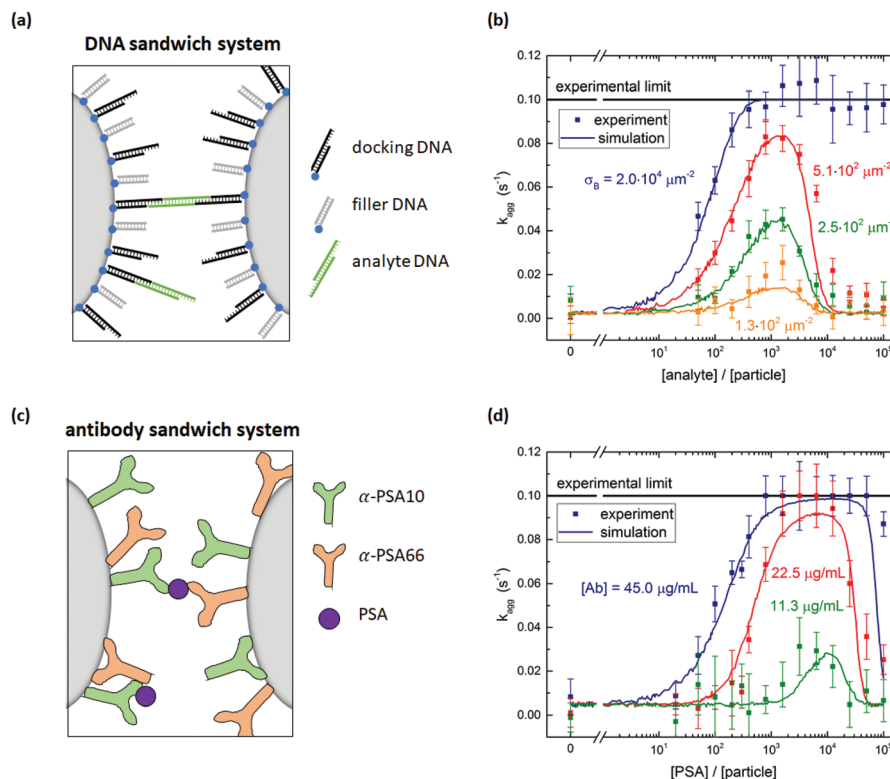 (a)
DNA sandwich system
docking DNA
filler DNA
analyte DNA
(b)
0.12
0.10
0.08
0.06
0.04
0.02
0.00
k_agg (s⁻¹)
experimental limit
experiment
simulation
σ_B = 2.0·10⁴ μm⁻²
5.1·10² μm⁻²
2.5·10² μm⁻²
1.3·10² μm⁻²
0 10¹ 10² 10³ 10⁴ 10⁵
[analyte] / [particle]
(c)
antibody sandwich system
α-PSA10
α-PSA66
PSA
(d)
0.12
0.10
0.08
0.06
0.04
0.02
0.00
k_agg (s⁻¹)
experimental limit
experiment
simulation
[Ab] = 45.0 μg/mL
22.5 μg/mL
11.3 μg/mL
0 10¹ 10² 10³ 10⁴ 10⁵
[PSA] / [particle]